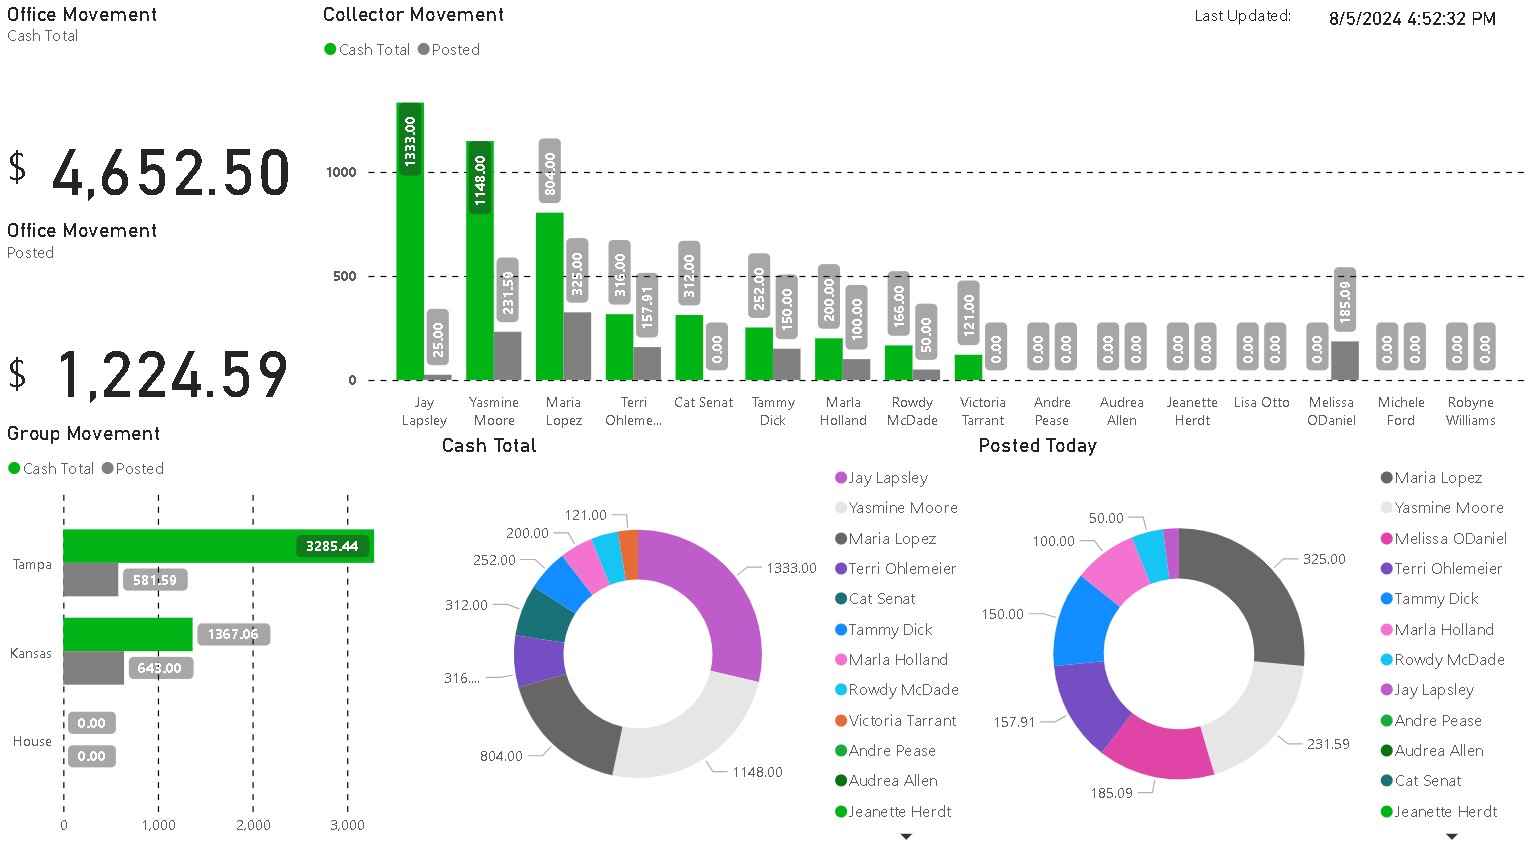 Office Movement
Cash Total
$ 4,652.50
Office Movement
Posted
$ 1,224.59
Collector Movement
Cash Total Posted
Last Updated: 8/5/2024 4:52:32 PM
1000
500
0
1333.00
25.00
1148.00
231.59
804.00
325.00
316.00
157.91
312.00
0.00
252.00
150.00
200.00
100.00
166.00
50.00
121.00
0.00
0.00
0.00
0.00
0.00
0.00
0.00
0.00
0.00
0.00
185.09
0.00
0.00
0.00
0.00
Jay
Lapsley
Yasmine
Moore
Maria
Lopez
Terri
Ohleme...
Cat Senat
Tammy
Dick
Marla
Holland
Rowdy
McDade
Victoria
Tarrant
Andre
Pease
Audrea
Allen
Jeanette
Herdt
Lisa Otto
Melissa
ODaniel
Michele
Ford
Robyne
Williams
Group Movement
Cash Total Posted
Tampa
3285.44
581.59
Kansas
1367.06
643.00
House
0.00
0.00
0 1,000 2,000 3,000
Cash Total
121.00
200.00
252.00
312.00
316....
804.00
1148.00
1333.00
Jay Lapsley
Yasmine Moore
Maria Lopez
Terri Ohlemeier
Cat Senat
Tammy Dick
Marla Holland
Rowdy McDade
Victoria Tarrant
Andre Pease
Audrea Allen
Jeanette Herdt
Posted Today
50.00
100.00
150.00
157.91
185.09
231.59
325.00
Maria Lopez
Yasmine Moore
Melissa ODaniel
Terri Ohlemeier
Tammy Dick
Marla Holland
Rowdy McDade
Jay Lapsley
Andre Pease
Audrea Allen
Cat Senat
Jeanette Herdt